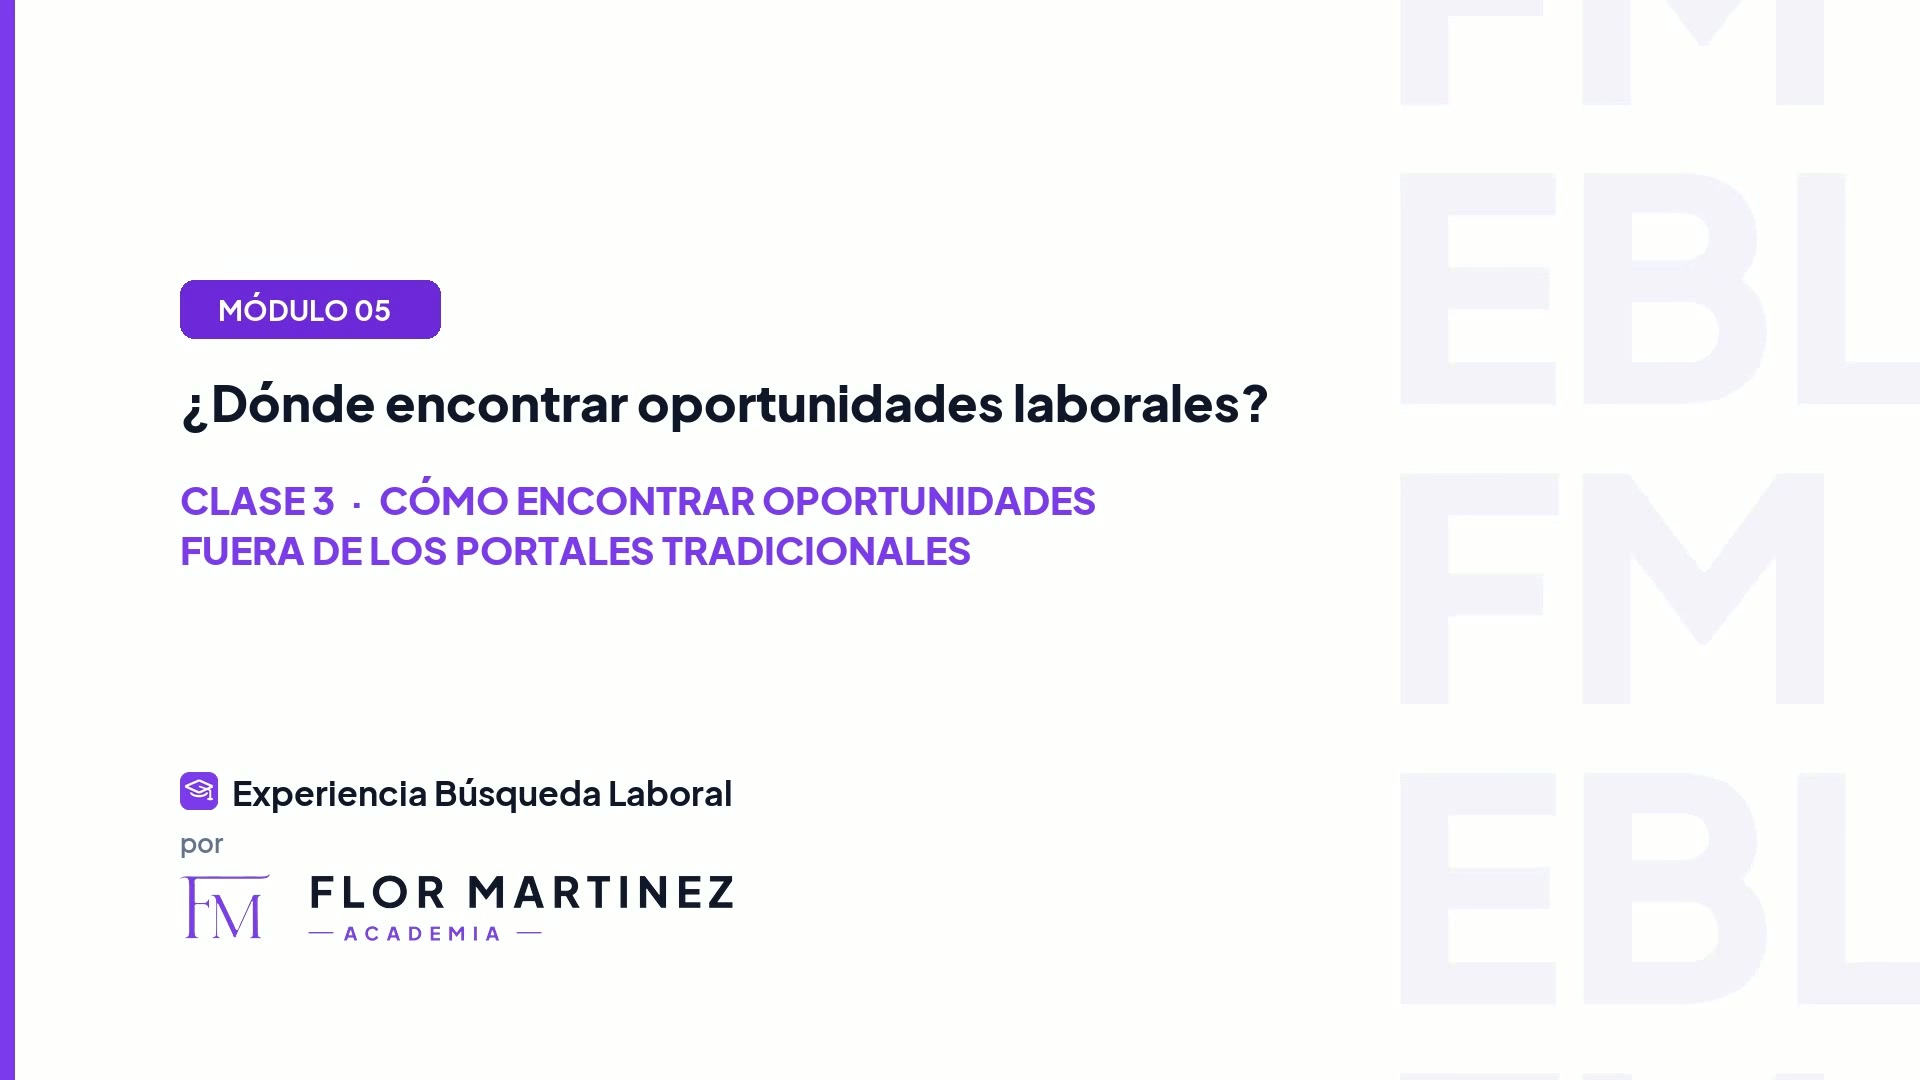 MÓDULO 05
¿Dónde encontrar oportunidades laborales?
CLASE 3 · CÓMO ENCONTRAR OPORTUNIDADES
FUERA DE LOS PORTALES TRADICIONALES
Experiencia Búsqueda Laboral
por
FM FLOR MARTINEZ
— ACADEMIA —
FM
EBL
FM
EBL